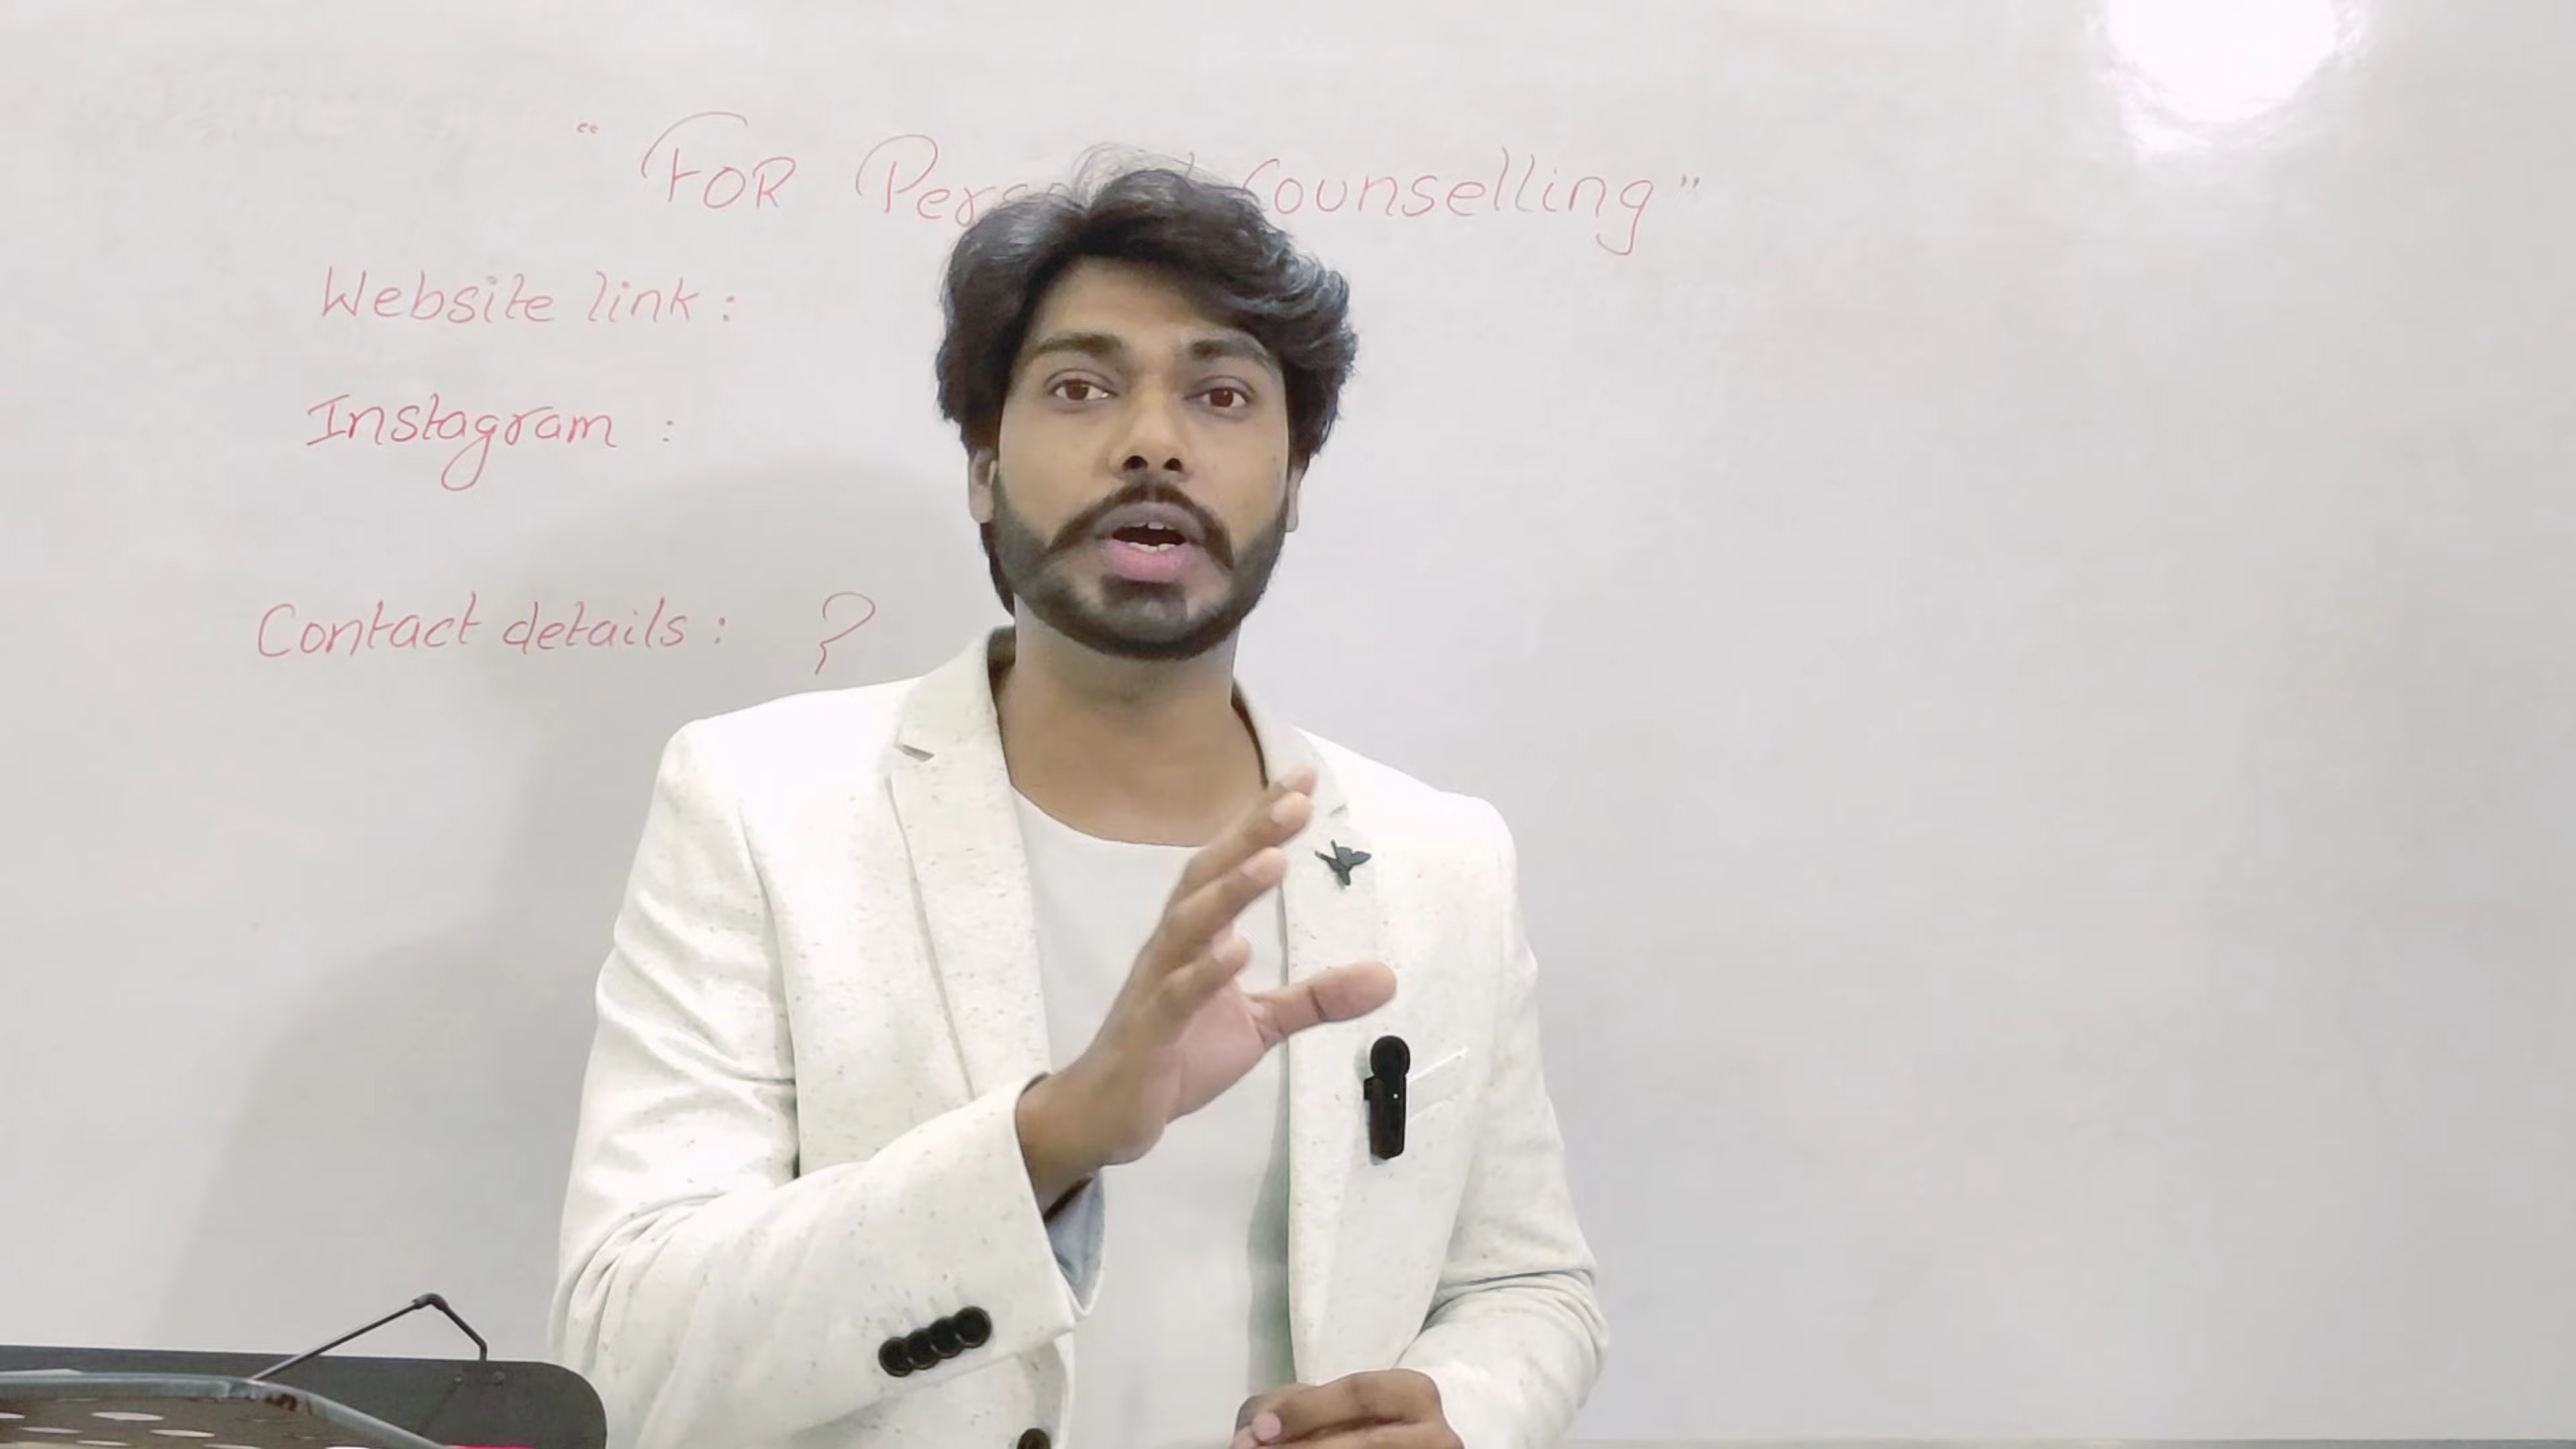 “ FOR Counselling”
Website link :
Instagram :
Contact details : ?